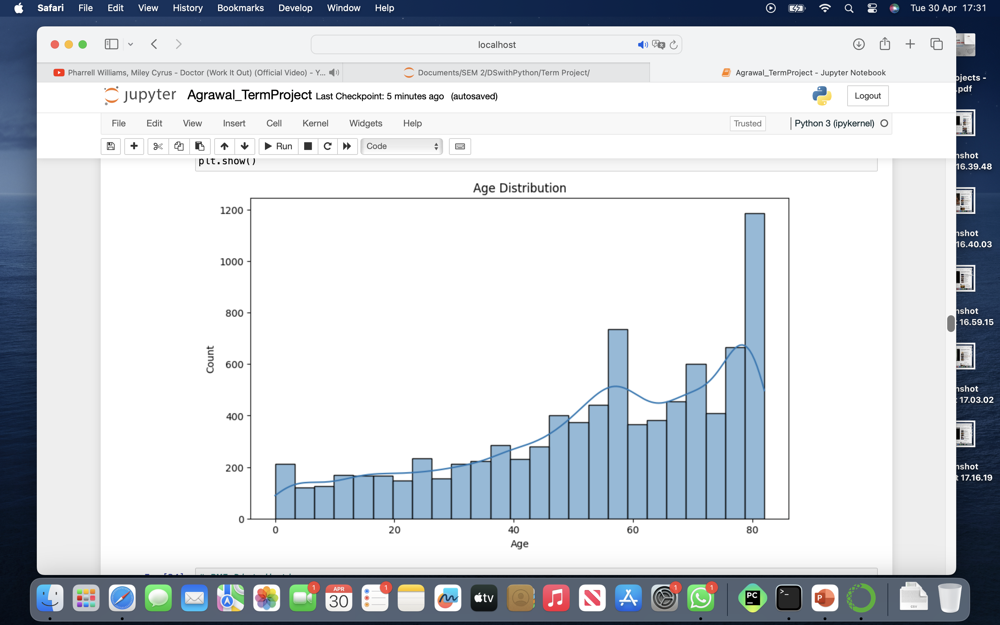 Safari File Edit View History Bookmarks Develop Window Help Tue 30 Apr 17:31
localhost
Pharrell Williams, Miley Cyrus - Doctor (Work It Out) (Official Video) - Y... Documents/SEM 2/DSwithPython/Term Project/ Agrawal_TermProject - Jupyter Notebook
jupyter Agrawal_TermProject Last Checkpoint: 5 minutes ago (autosaved) Logout
File Edit View Insert Cell Kernel Widgets Help Trusted Python 3 (ipykernel)
Run Code
plt.show()
Age Distribution
1200
1000
800
600
400
200
0
Count
0 20 40 60 80
Age
ojects -
.pdf
nshot
16.39.48
nshot
16.40.03
nshot
16.59.15
nshot
17.03.02
nshot
t 17.16.19
1 APR 30 1 tv 1 1 PC >_ P CSV